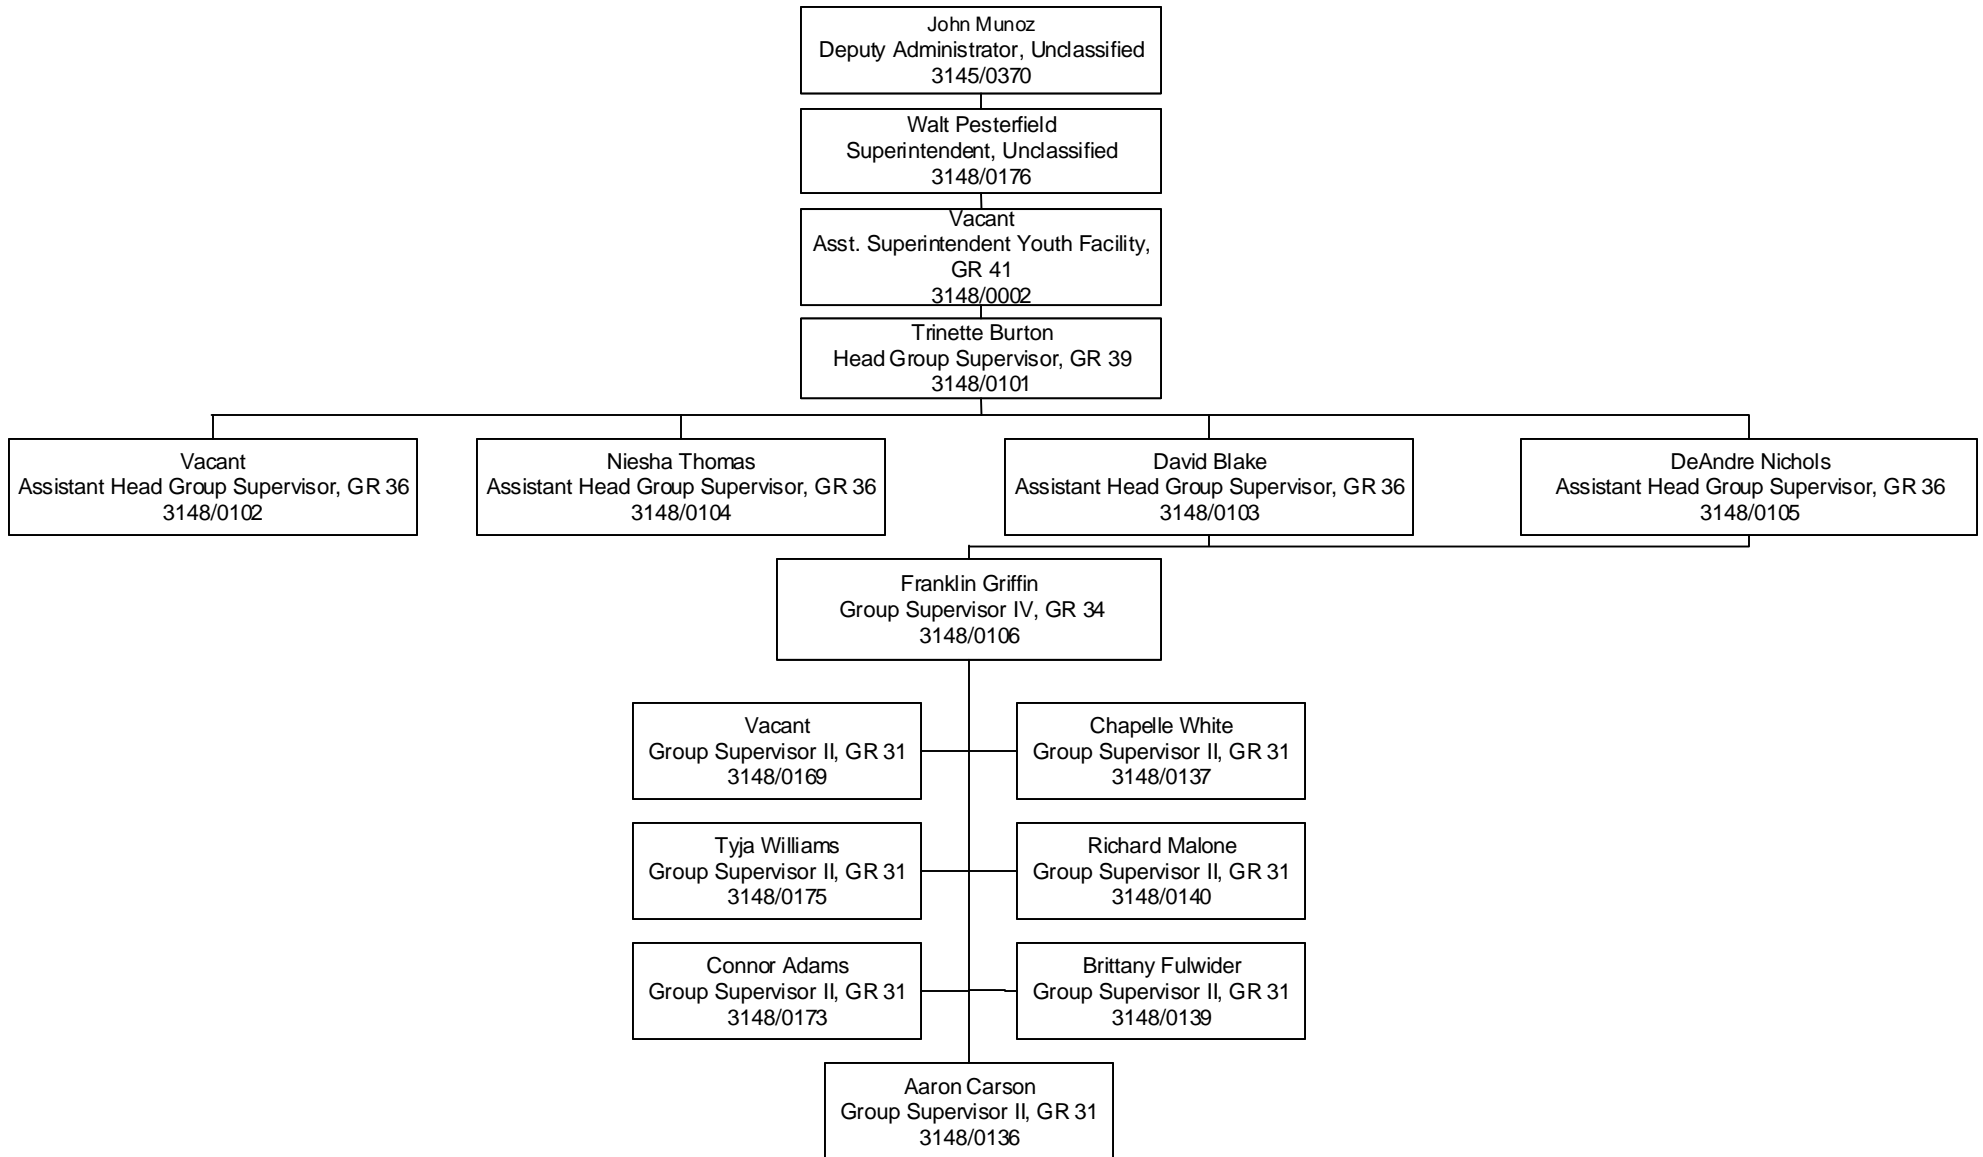 John Munoz
Deputy Administrator, Unclassified
3145/0370
Walt Pesterfield
Superintendent, Unclassified
3148/0176
Vacant
Asst. Superintendent Youth Facility,
GR 41
3148/0002
Trinette Burton
Head Group Supervisor, GR 39
3148/0101
Vacant
Assistant Head Group Supervisor, GR 36
3148/0102
Niesha Thomas
Assistant Head Group Supervisor, GR 36
3148/0104
David Blake
Assistant Head Group Supervisor, GR 36
3148/0103
DeAndre Nichols
Assistant Head Group Supervisor, GR 36
3148/0105
Franklin Griffin
Group Supervisor IV, GR 34
3148/0106
Vacant
Group Supervisor II, GR 31
3148/0169
Chapelle White
Group Supervisor II, GR 31
3148/0137
Tyja Williams
Group Supervisor II, GR 31
3148/0175
Richard Malone
Group Supervisor II, GR 31
3148/0140
Connor Adams
Group Supervisor II, GR 31
3148/0173
Brittany Fulwider
Group Supervisor II, GR 31
3148/0139
Aaron Carson
Group Supervisor II, GR 31
3148/0136